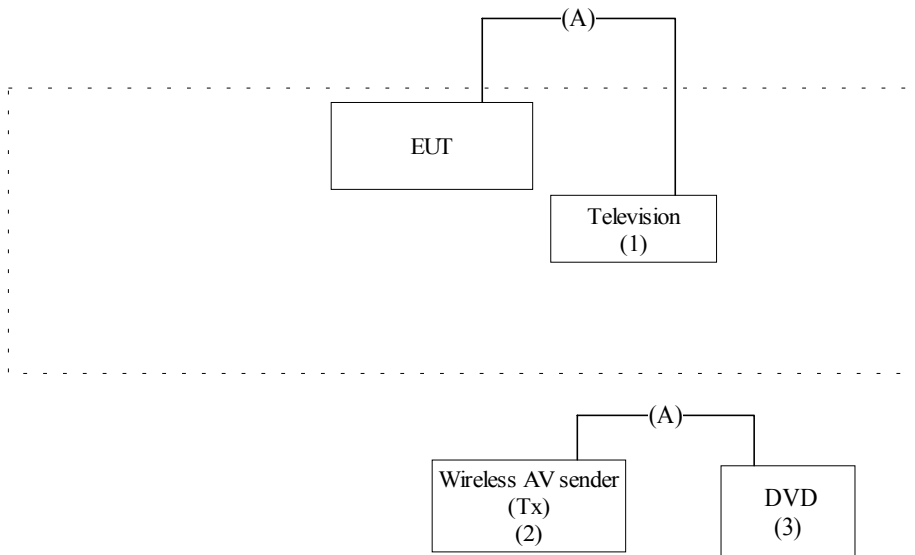 (A)
EUT
Television
(1)
(A)
Wireless AV sender
(Tx)
(2)
DVD
(3)